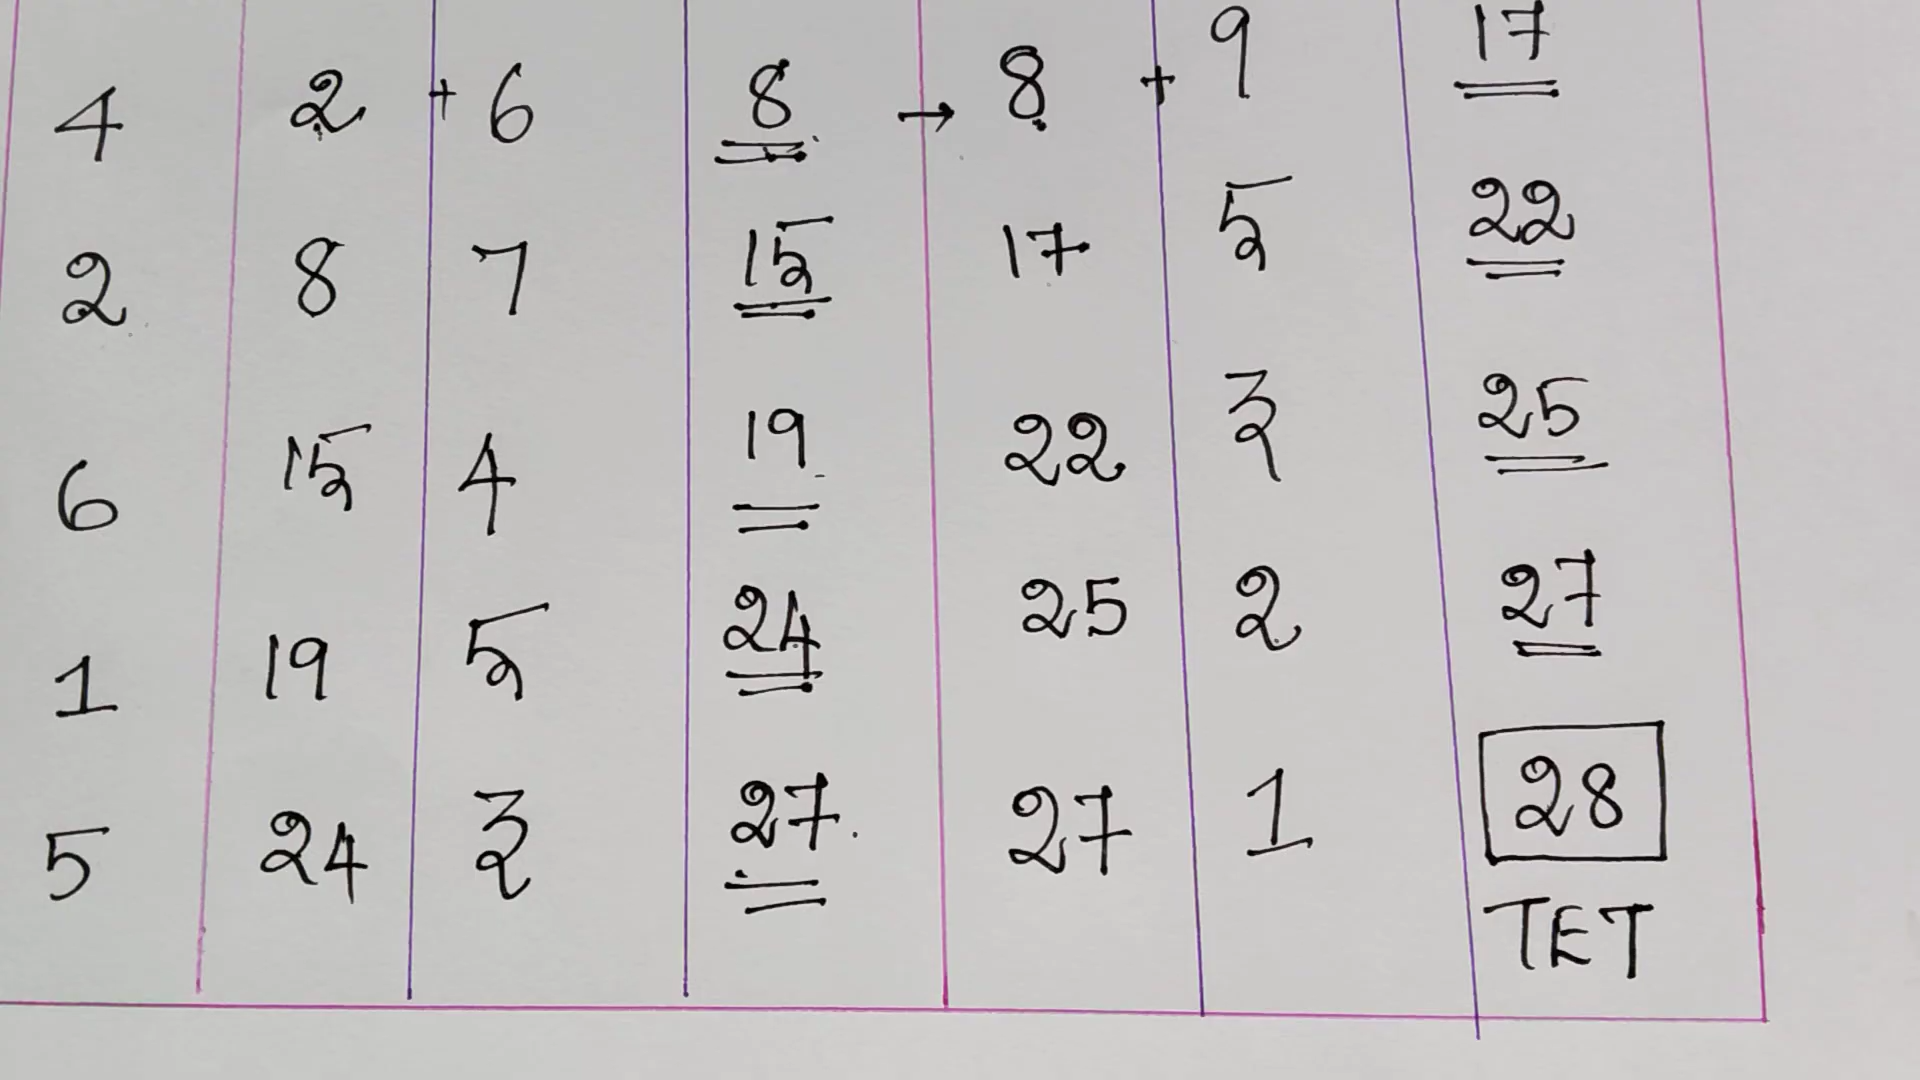 4 2 + 6 8 → 8 + 9 17
2 8 7 15 17 5 22
6 15 4 19 22 3 25
1 19 5 24 25 2 27
5 24 3 27 27 1 28
TET